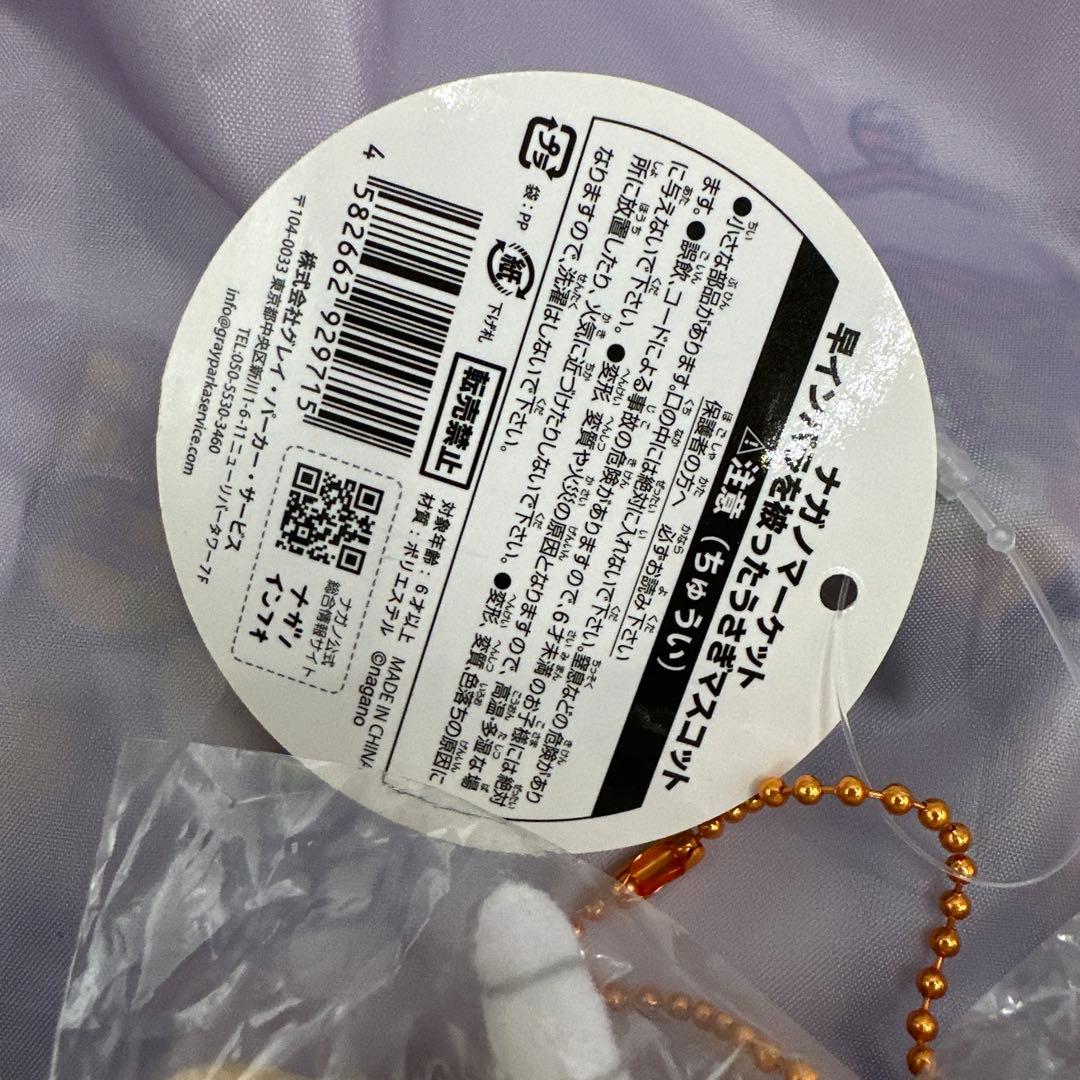 ナガノマーケット
早インパラを被ったうさぎマスコット
⚠注意(ちゅうい)
保護者の方へ 必ずお読み下さい
●小さな部品があります。口の中には絶対に入れないで下さい。窒息などの危険があり
ます。●誤飲、コードによる事故の危険がありますので、6才未満のお子様には絶対
に与えないで下さい。●変形 変質や火災の原因となりますので、高温・多湿な場
所に放置したり、火気に近づけたりしないで下さい。●変形 変質、色落ちの原因に
なりますので、洗濯はしないで下さい。
プラ
袋:PP
紙
下げ札
転売禁止
対象年齢:6才以上
材質:ポリエステル
MADE IN CHINA
©nagano
4 582662 929715
株式会社グレイ・パーカー・サービス
〒104-0033 東京都中央区新川1-6-11ニューリバータワー7F
TEL:050-5530-3460
info@grayparkaservice.com
ナガノ公式
総合情報サイト
ナガノ
インフォ